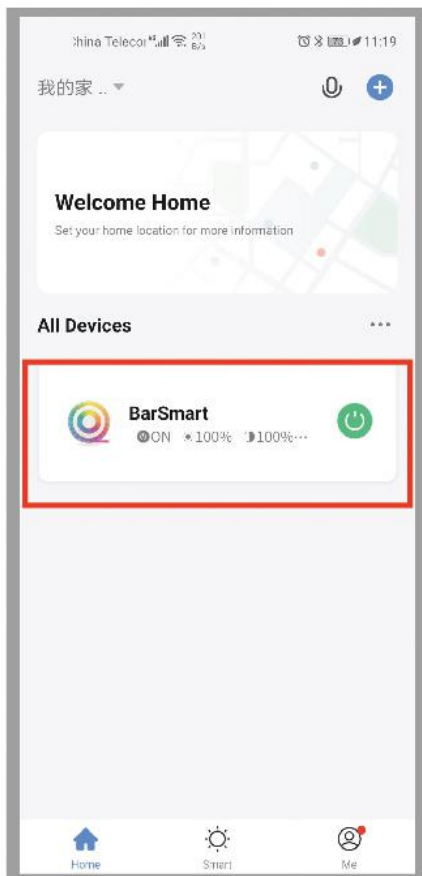 China Telecom 11:19
我的家 ..
Welcome Home
Set your home location for more information
All Devices
BarSmart
ON 100% 100%...
Home Smart Me